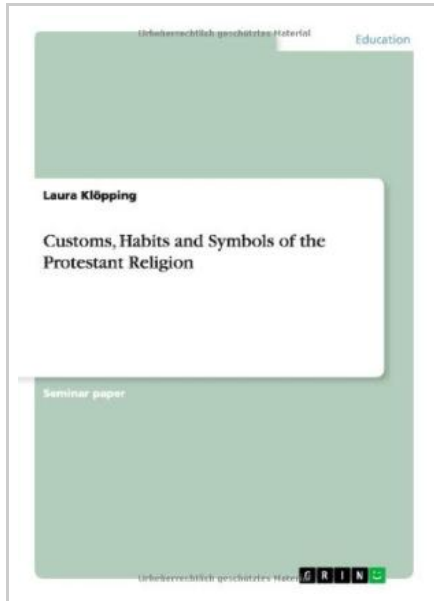 Urheberrechtlich geschütztes Material
Education
Laura Klöpping
Customs, Habits and Symbols of the
Protestant Religion
Seminar paper
Urheberrechtlich geschütztes Mater
GRIN